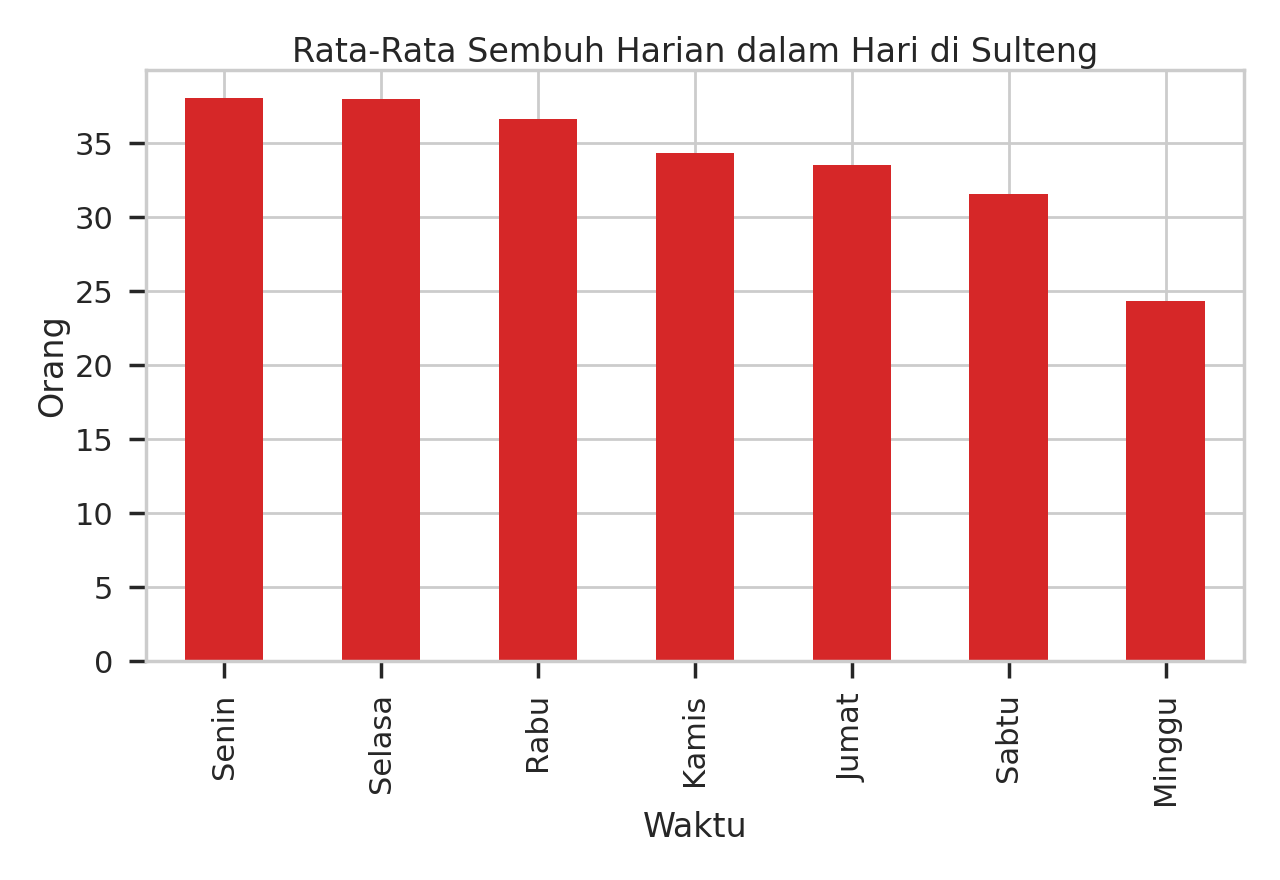 Rata-Rata Sembuh Harian dalam Hari di Sulteng
Orang
35
30
25
20
15
10
5
0
Senin
Selasa
Rabu
Kamis
Jumat
Sabtu
Minggu
Waktu